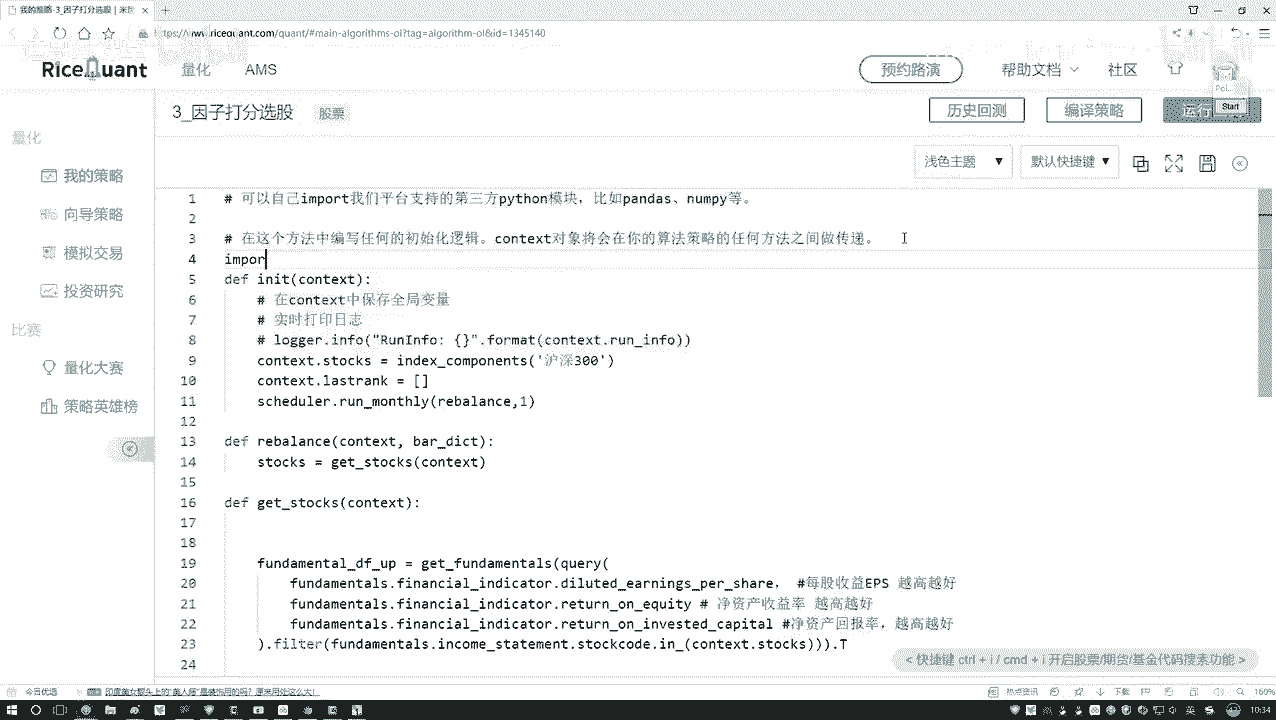 我的策略-3_因子打分选股 | 米筐
https://www.ricequant.com/quant/#main-algorithms-ol?tag=algorithm-ol&id=1345140
RiceQuant
量化
AMS
预约路演
帮助文档
社区
3_因子打分选股
股票
历史回测
编译策略
运行
Start
量化
我的策略
向导策略
模拟交易
投资研究
比赛
量化大赛
策略英雄榜
浅色主题
默认快捷键
1 # 可以自己import我们平台支持的第三方python模块，比如pandas、numpy等。
2
3 # 在这个方法中编写任何的初始化逻辑。context对象将会在你的算法策略的任何方法之间做传递。
4 impor
5 def init(context):
6 # 在context中保存全局变量
7 # 实时打印日志
8 # logger.info("RunInfo: {}".format(context.run_info))
9 context.stocks = index_components('沪深300')
10 context.lastrank = []
11 scheduler.run_monthly(rebalance,1)
12
13 def rebalance(context, bar_dict):
14 stocks = get_stocks(context)
15
16 def get_stocks(context):
17
18
19 fundamental_df_up = get_fundamentals(query(
20 fundamentals.financial_indicator.diluted_earnings_per_share, #每股收益EPS 越高越好
21 fundamentals.financial_indicator.return_on_equity # 净资产收益率 越高越好
22 fundamentals.financial_indicator.return_on_invested_capital #净资产回报率，越高越好
23 ).filter(fundamentals.income_statement.stockcode.in_(context.stocks))).T
24
< 快捷键 ctrl + i / cmd + i 开启股票/期货/基金代码搜索功能 >
今日优选
热点资讯
下载
160%
英
10:34